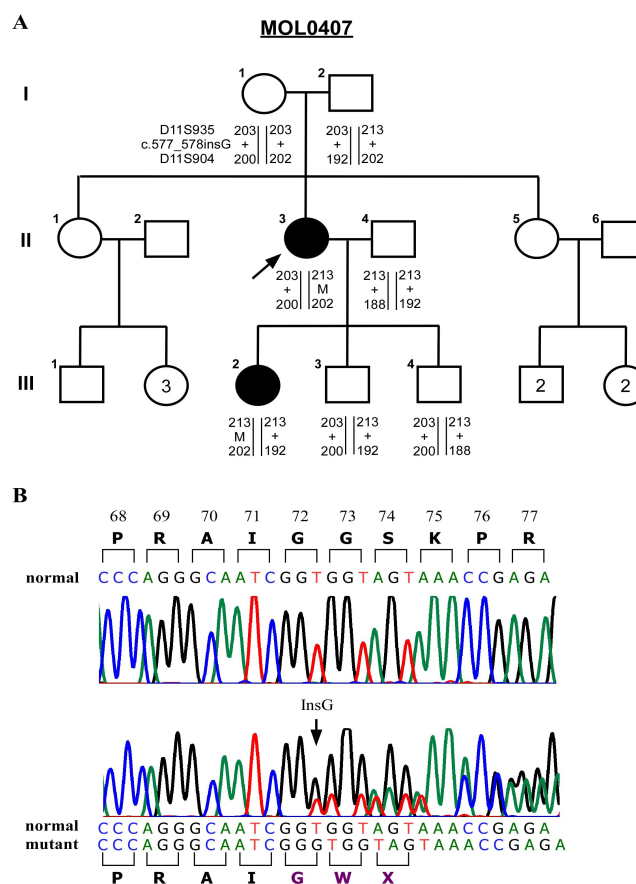 A
MOL0407
1 2
I
D11S935 203 203 203 213
c.577_578insG + + + +
D11S904 200 202 192 202
1 2 3 4 5 6
II
203 213 213 213
+ M + +
200 202 188 192
1 2 3 4
III 3 2 2
213 213 203 213 203 213
M + + + + +
202 192 200 192 200 188
B
68 69 70 71 72 73 74 75 76 77
P R A I G G S K P R
normal CCCAGGGCAATCGGTGGTAGTAAACCGAGA
InsG
normal CCCAGGGCAATCGGTGGTAGTAAACCGAGA
mutant CCCAGGGCAATCGGGTGGTAGTAAACCGAGA
P R A I G W X